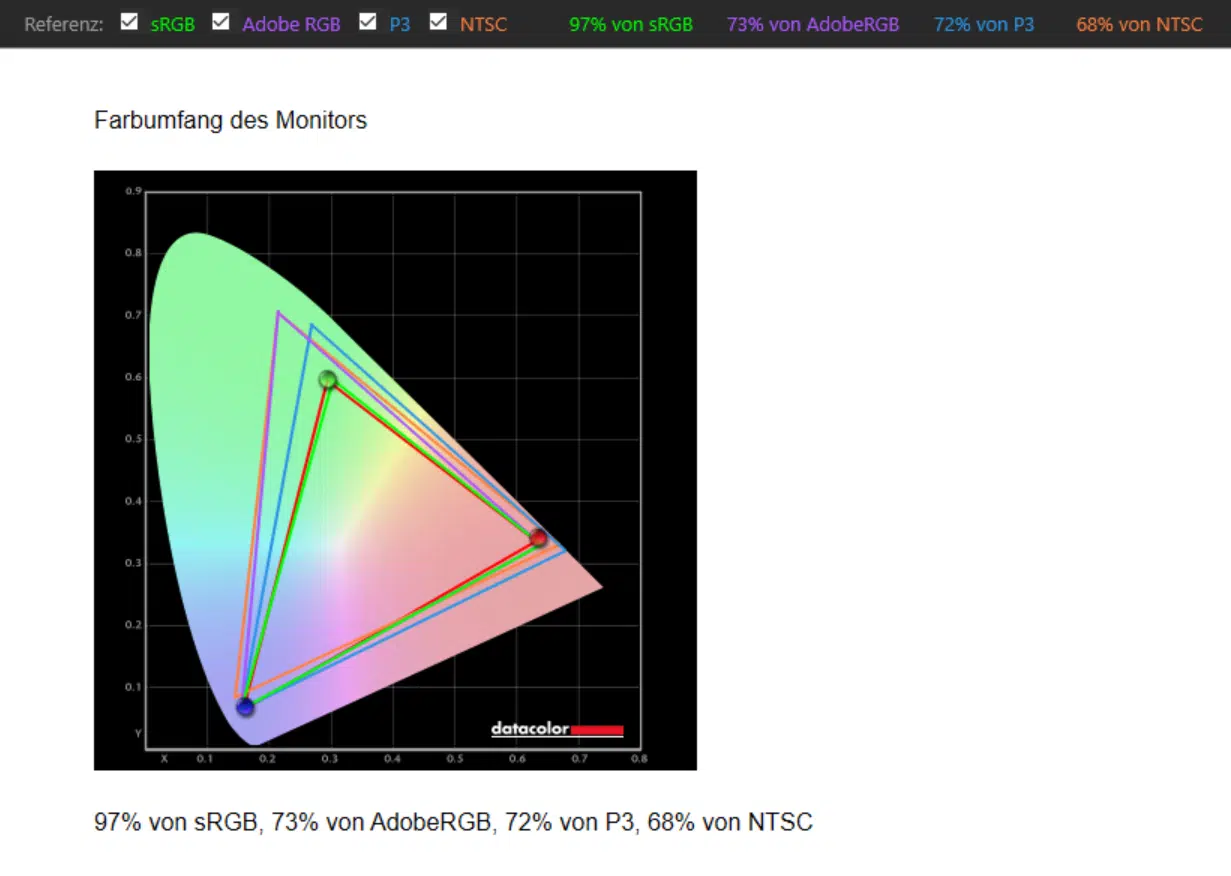 Referenz: sRGB Adobe RGB P3 NTSC 97% von sRGB 73% von AdobeRGB 72% von P3 68% von NTSC
Farbumfang des Monitors
0.9
0.8
0.7
0.6
0.5
0.4
0.3
0.2
0.1
Y
datacolor
X 0.1 0.2 0.3 0.4 0.5 0.6 0.7 0.8
97% von sRGB, 73% von AdobeRGB, 72% von P3, 68% von NTSC